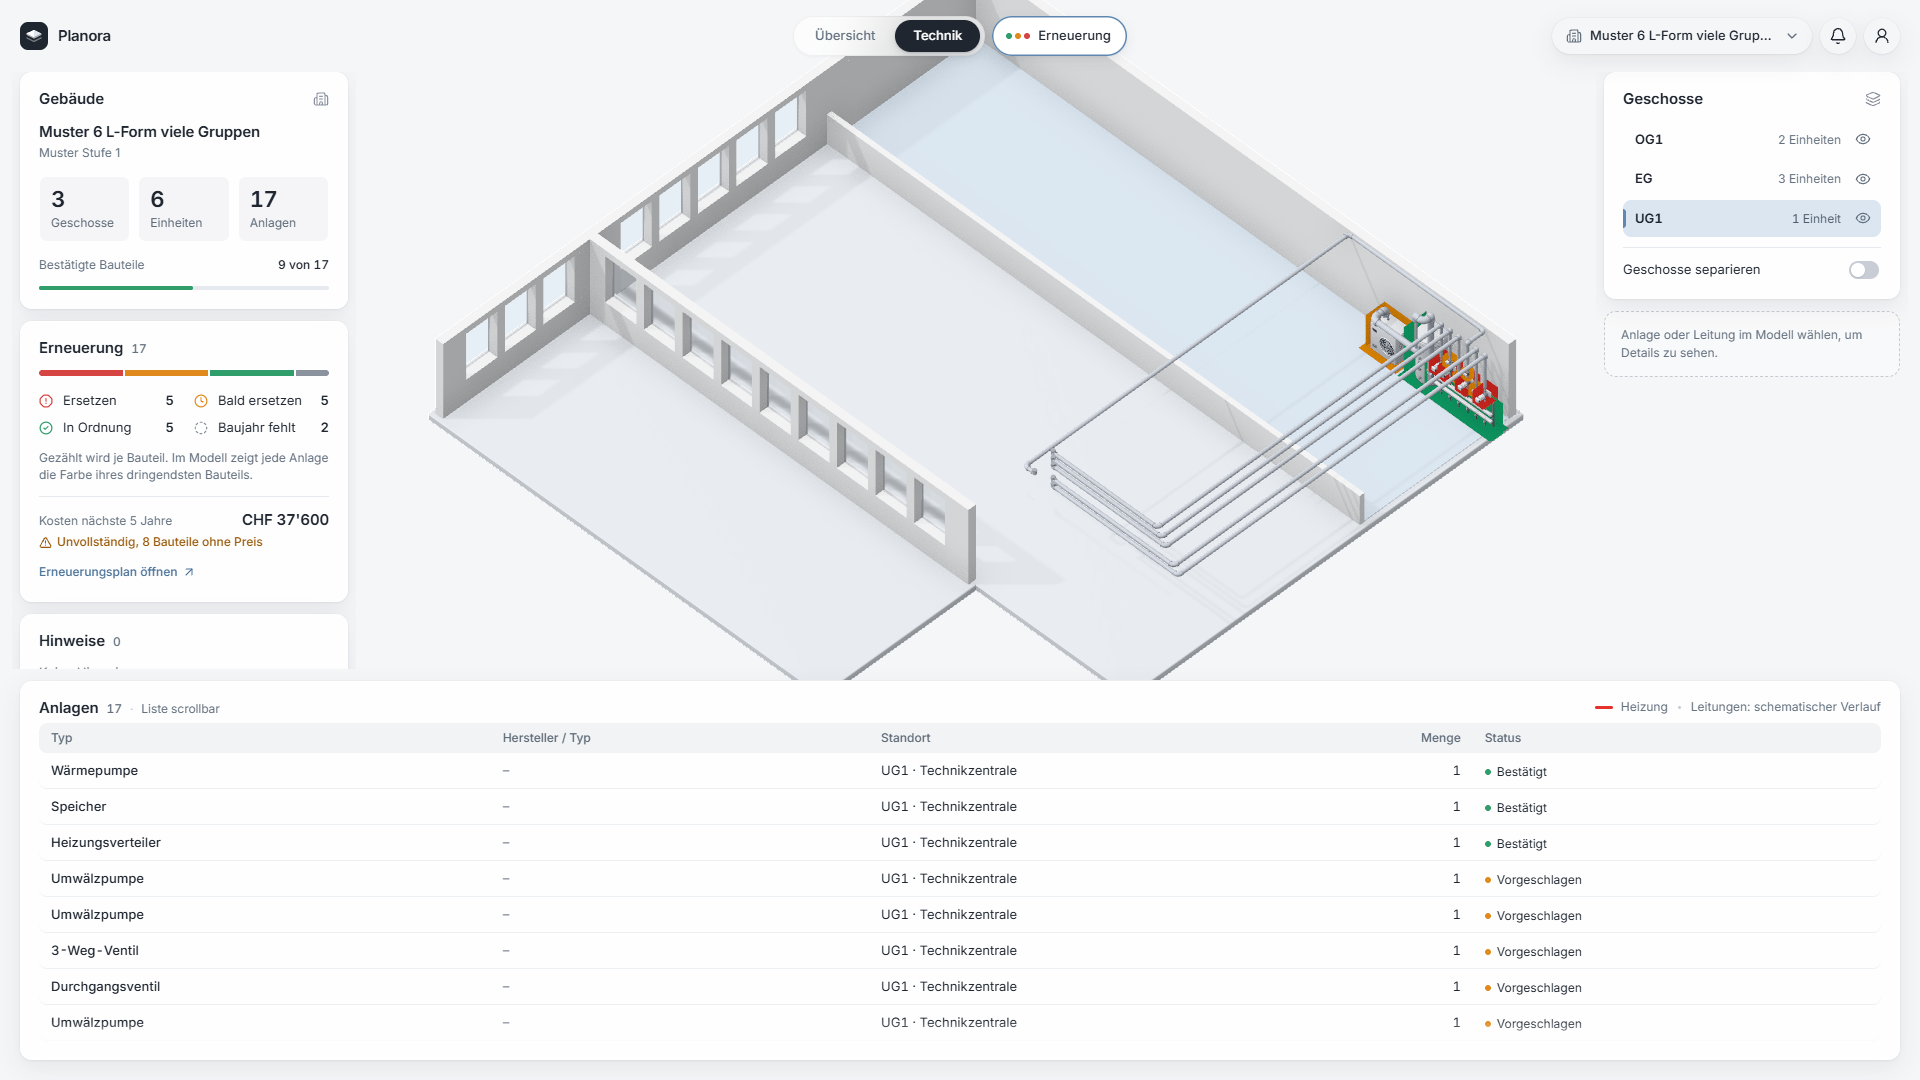 Planora
Übersicht
Technik
Erneuerung
Muster 6 L-Form viele Grup...
Gebäude
Muster 6 L-Form viele Gruppen
Muster Stufe 1
3 Geschosse
6 Einheiten
17 Anlagen
Bestätigte Bauteile 9 von 17
Erneuerung 17
Ersetzen 5
Bald ersetzen 5
In Ordnung 5
Baujahr fehlt 2
Gezählt wird je Bauteil. Im Modell zeigt jede Anlage
die Farbe ihres dringendsten Bauteils.
Kosten nächste 5 Jahre CHF 37'600
Unvollständig, 8 Bauteile ohne Preis
Erneuerungsplan öffnen
Hinweise 0
Geschosse
OG1 2 Einheiten
EG 3 Einheiten
UG1 1 Einheit
Geschosse separieren
Anlage oder Leitung im Modell wählen, um
Details zu sehen.
Anlagen 17 · Liste scrollbar
Heizung • Leitungen: schematischer Verlauf
Typ Hersteller / Typ Standort Menge Status
Wärmepumpe – UG1 · Technikzentrale 1 Bestätigt
Speicher – UG1 · Technikzentrale 1 Bestätigt
Heizungsverteiler – UG1 · Technikzentrale 1 Bestätigt
Umwälzpumpe – UG1 · Technikzentrale 1 Vorgeschlagen
Umwälzpumpe – UG1 · Technikzentrale 1 Vorgeschlagen
3-Weg-Ventil – UG1 · Technikzentrale 1 Vorgeschlagen
Durchgangsventil – UG1 · Technikzentrale 1 Vorgeschlagen
Umwälzpumpe – UG1 · Technikzentrale 1 Vorgeschlagen